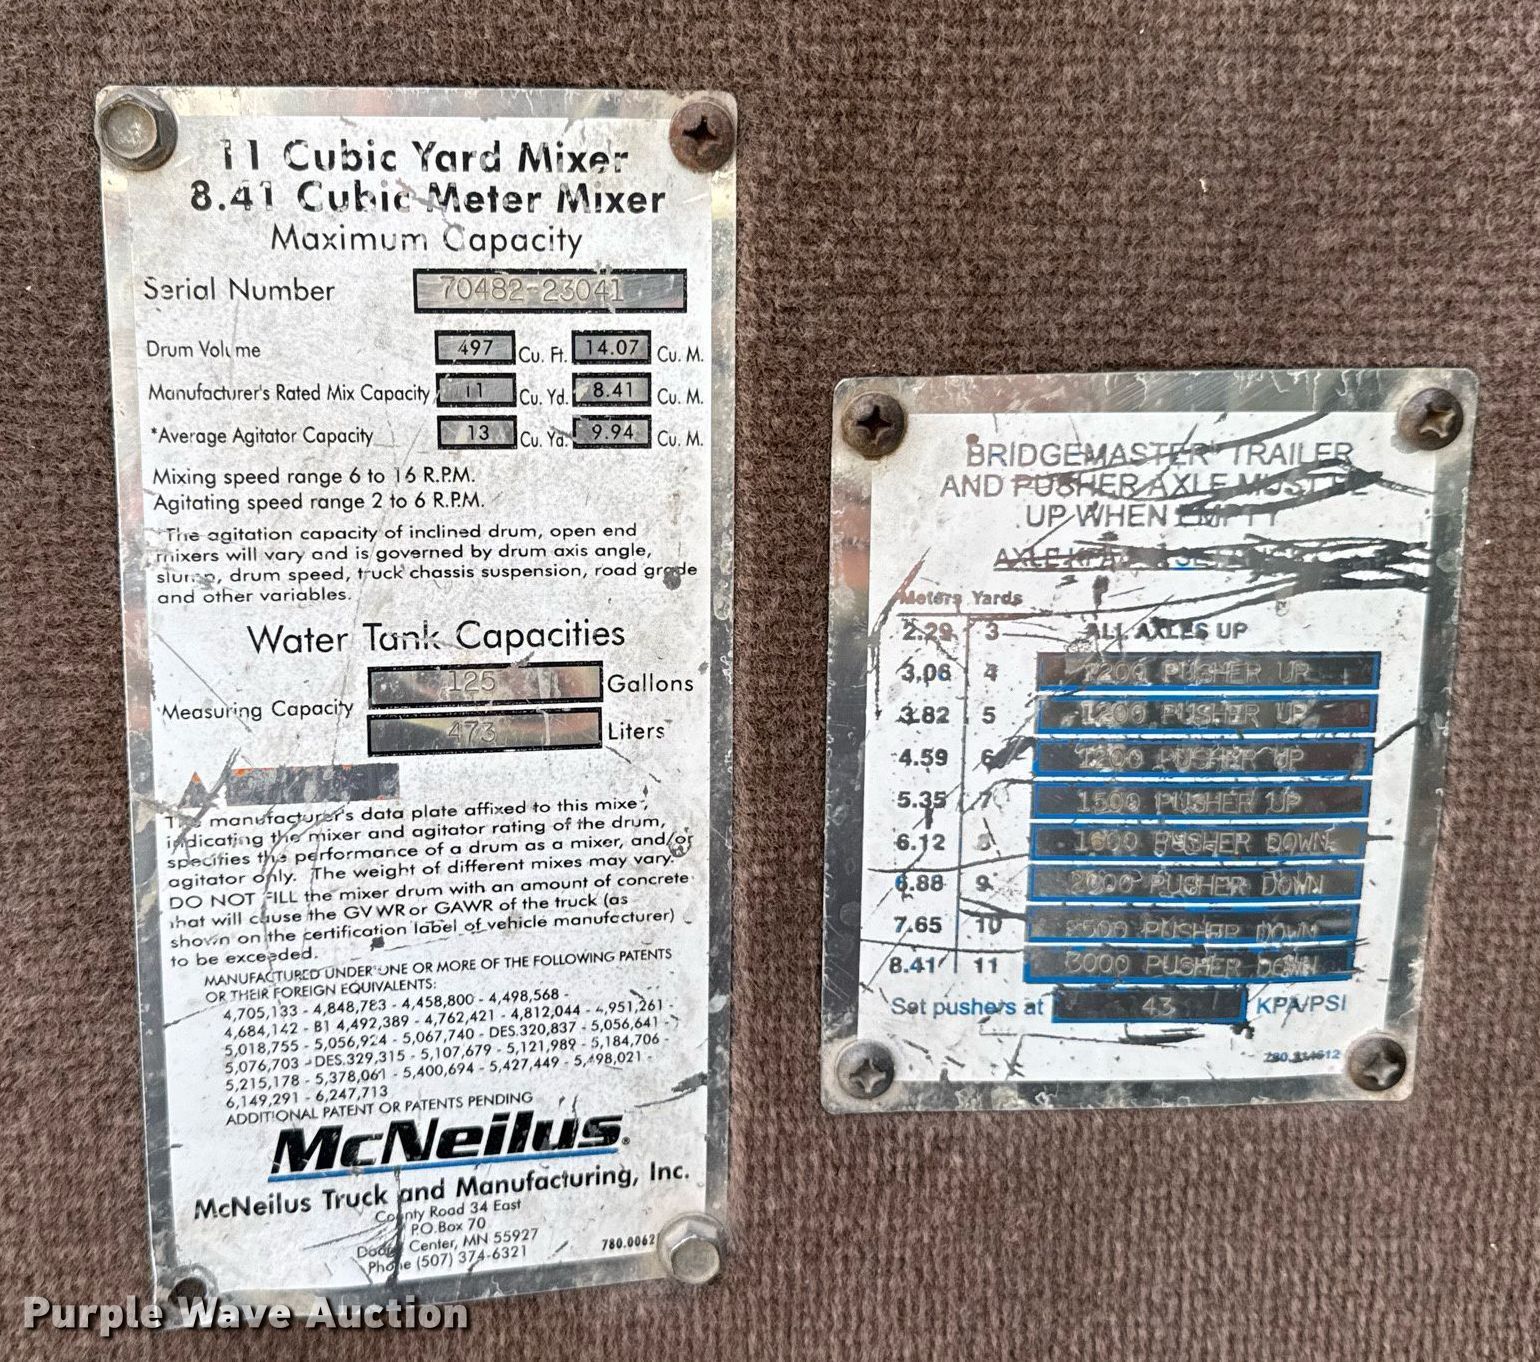 11 Cubic Yard Mixer
8.41 Cubic Meter Mixer
Maximum Capacity
Serial Number 70482-23041
Drum Volume 497 Cu. Ft. 14.07 Cu. M.
Manufacturer's Rated Mix Capacity 11 Cu. Yd. 8.41 Cu. M.
*Average Agitator Capacity 13 Cu. Yd. 9.94 Cu. M.
Mixing speed range 6 to 16 R.P.M.
Agitating speed range 2 to 6 R.P.M.
*The agitation capacity of inclined drum, open end
mixers will vary and is governed by drum axis angle,
slump, drum speed, truck chassis suspension, road grade
and other variables.
Water Tank Capacities
Measuring Capacity 125 Gallons
473 Liters
The manufacturer's data plate affixed to this mixer,
indicating the mixer and agitator rating of the drum,
specifies the performance of a drum as a mixer, and/or
agitator only. The weight of different mixes may vary.
DO NOT FILL the mixer drum with an amount of concrete
that will cause the GVWR or GAWR of the truck (as
shown on the certification label of vehicle manufacturer)
to be exceeded.
MANUFACTURED UNDER ONE OR MORE OF THE FOLLOWING PATENTS
OR THEIR FOREIGN EQUIVALENTS:
4,705,133 - 4,848,783 - 4,458,800 - 4,498,568 -
4,684,142 - B1 4,492,389 - 4,762,421 - 4,812,044 - 4,951,261 -
5,018,755 - 5,056,924 - 5,067,740 - DES.320,837 - 5,056,641 -
5,076,703 - DES.329,315 - 5,107,679 - 5,121,989 - 5,184,706 -
5,215,178 - 5,378,061 - 5,400,694 - 5,427,449 - 5,498,021 -
6,149,291 - 6,247,713
ADDITIONAL PATENT OR PATENTS PENDING
McNeilus®
McNeilus Truck and Manufacturing, Inc.
County Road 34 East
P.O.Box 70
Dodge Center, MN 55927
Phone (507) 374-6321
780.0062
BRIDGEMASTER® TRAILER
AND PUSHER AXLE MUST BE
UP WHEN EMPTY
AXLE
Meters Yards
2.29 3 ALL AXLES UP
3.06 4 1200 PUSHER UP
3.82 5 1200 PUSHER UP
4.59 6 1200 PUSHER UP
5.35 7 1500 PUSHER UP
6.12 8 1600 PUSHER DOWN
6.88 9 2000 PUSHER DOWN
7.65 10 2500 PUSHER DOWN
8.41 11 3000 PUSHER DOWN
Set pushers at 43 KPA/PSI
Purple Wave Auction